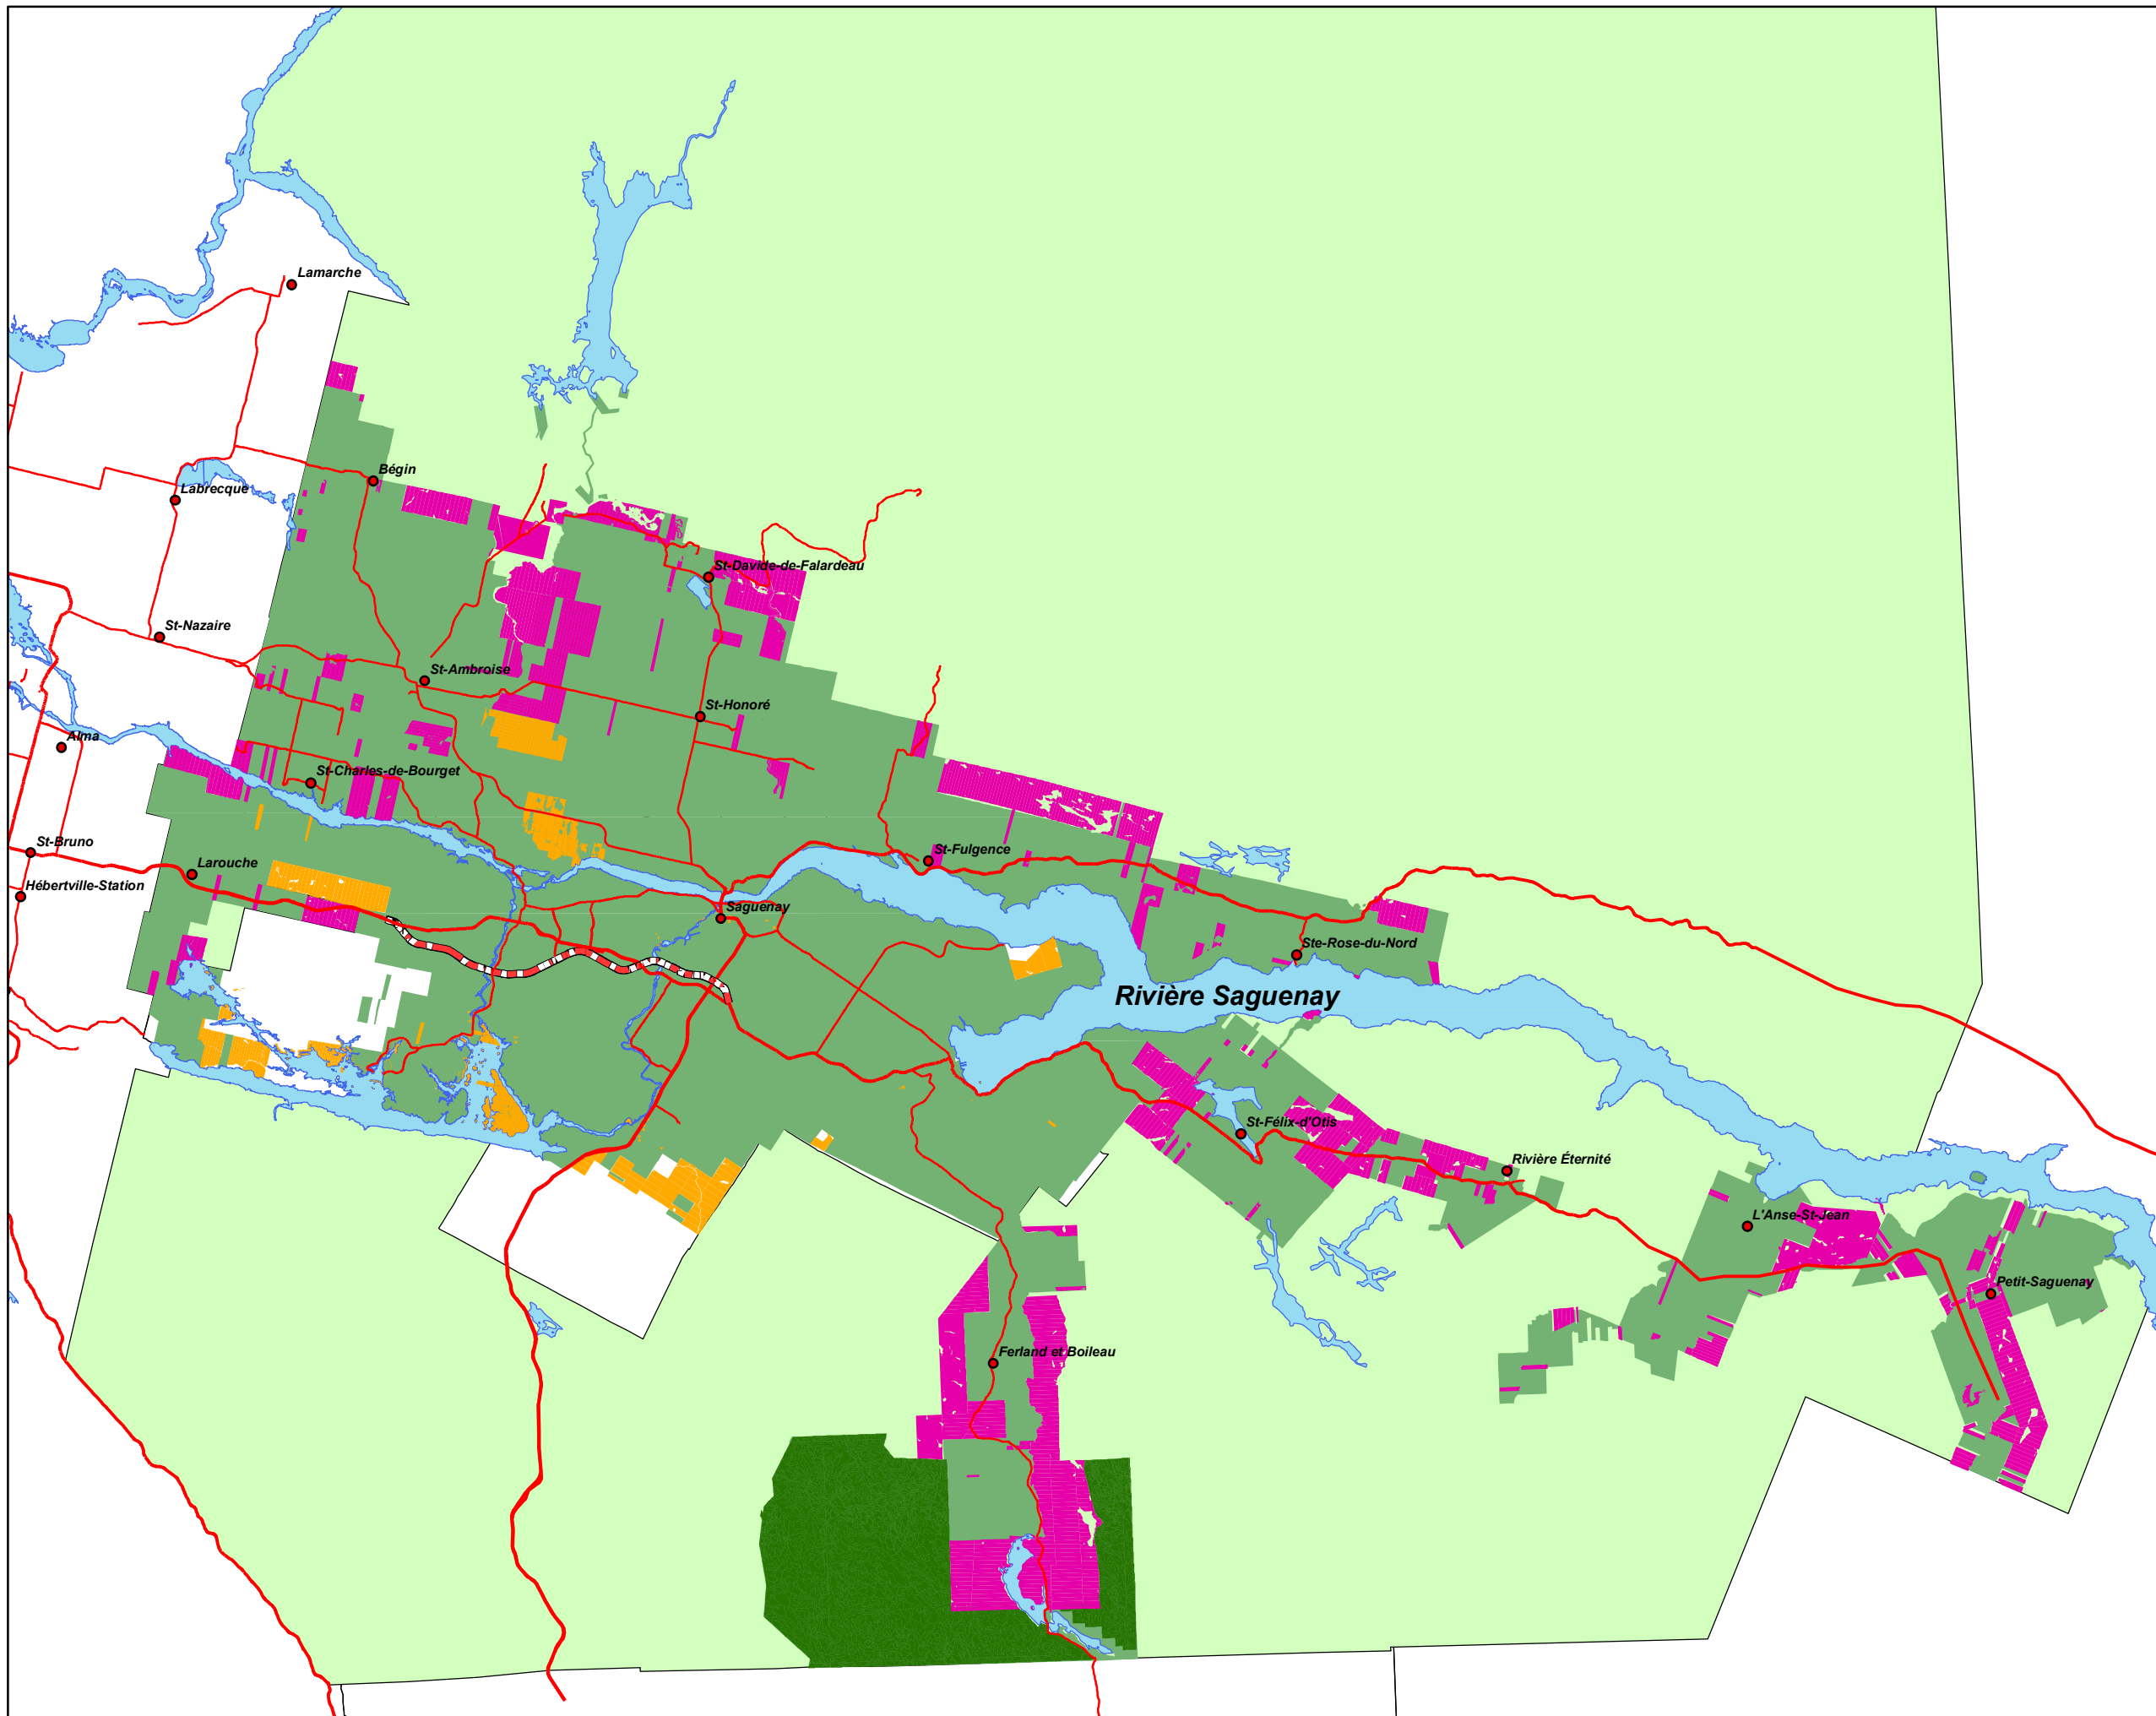 Lamarche
Bégin
Labrecque
St-Davide-de-Falardeau
St-Nazaire
St-Ambroise
St-Honoré
Alma
St-Charles-de-Bourget
St-Bruno
St-Fulgence
Larouche
Hébertville-Station
Saguenay
Ste-Rose-du-Nord
Rivière Saguenay
St-Félix-d'Otis
Rivière Éternité
L'Anse-St-Jean
Petit-Saguenay
Ferland et Boileau